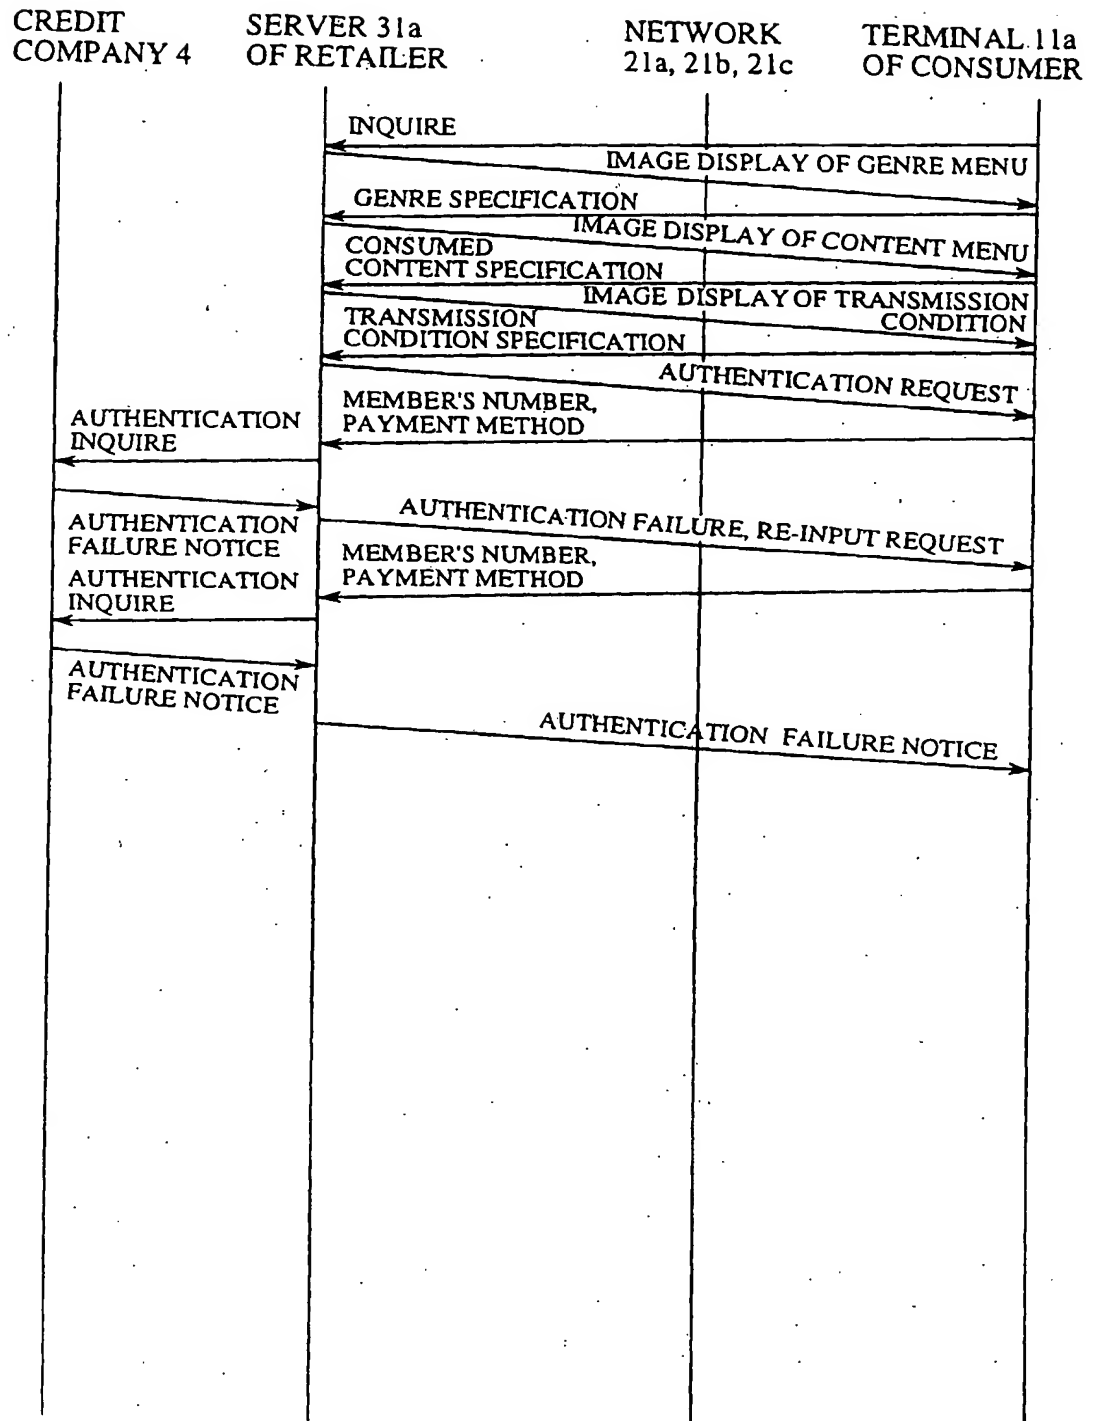 CREDIT
COMPANY 4
SERVER 31a
OF RETAILER
NETWORK
21a, 21b, 21c
TERMINAL 11a
OF CONSUMER
INQUIRE
IMAGE DISPLAY OF GENRE MENU
GENRE SPECIFICATION
IMAGE DISPLAY OF CONTENT MENU
CONSUMED
CONTENT SPECIFICATION
IMAGE DISPLAY OF TRANSMISSION
CONDITION
TRANSMISSION
CONDITION SPECIFICATION
AUTHENTICATION REQUEST
MEMBER'S NUMBER,
PAYMENT METHOD
AUTHENTICATION
INQUIRE
AUTHENTICATION
FAILURE NOTICE
AUTHENTICATION FAILURE, RE-INPUT REQUEST
MEMBER'S NUMBER,
PAYMENT METHOD
AUTHENTICATION
INQUIRE
AUTHENTICATION
FAILURE NOTICE
AUTHENTICATION FAILURE NOTICE